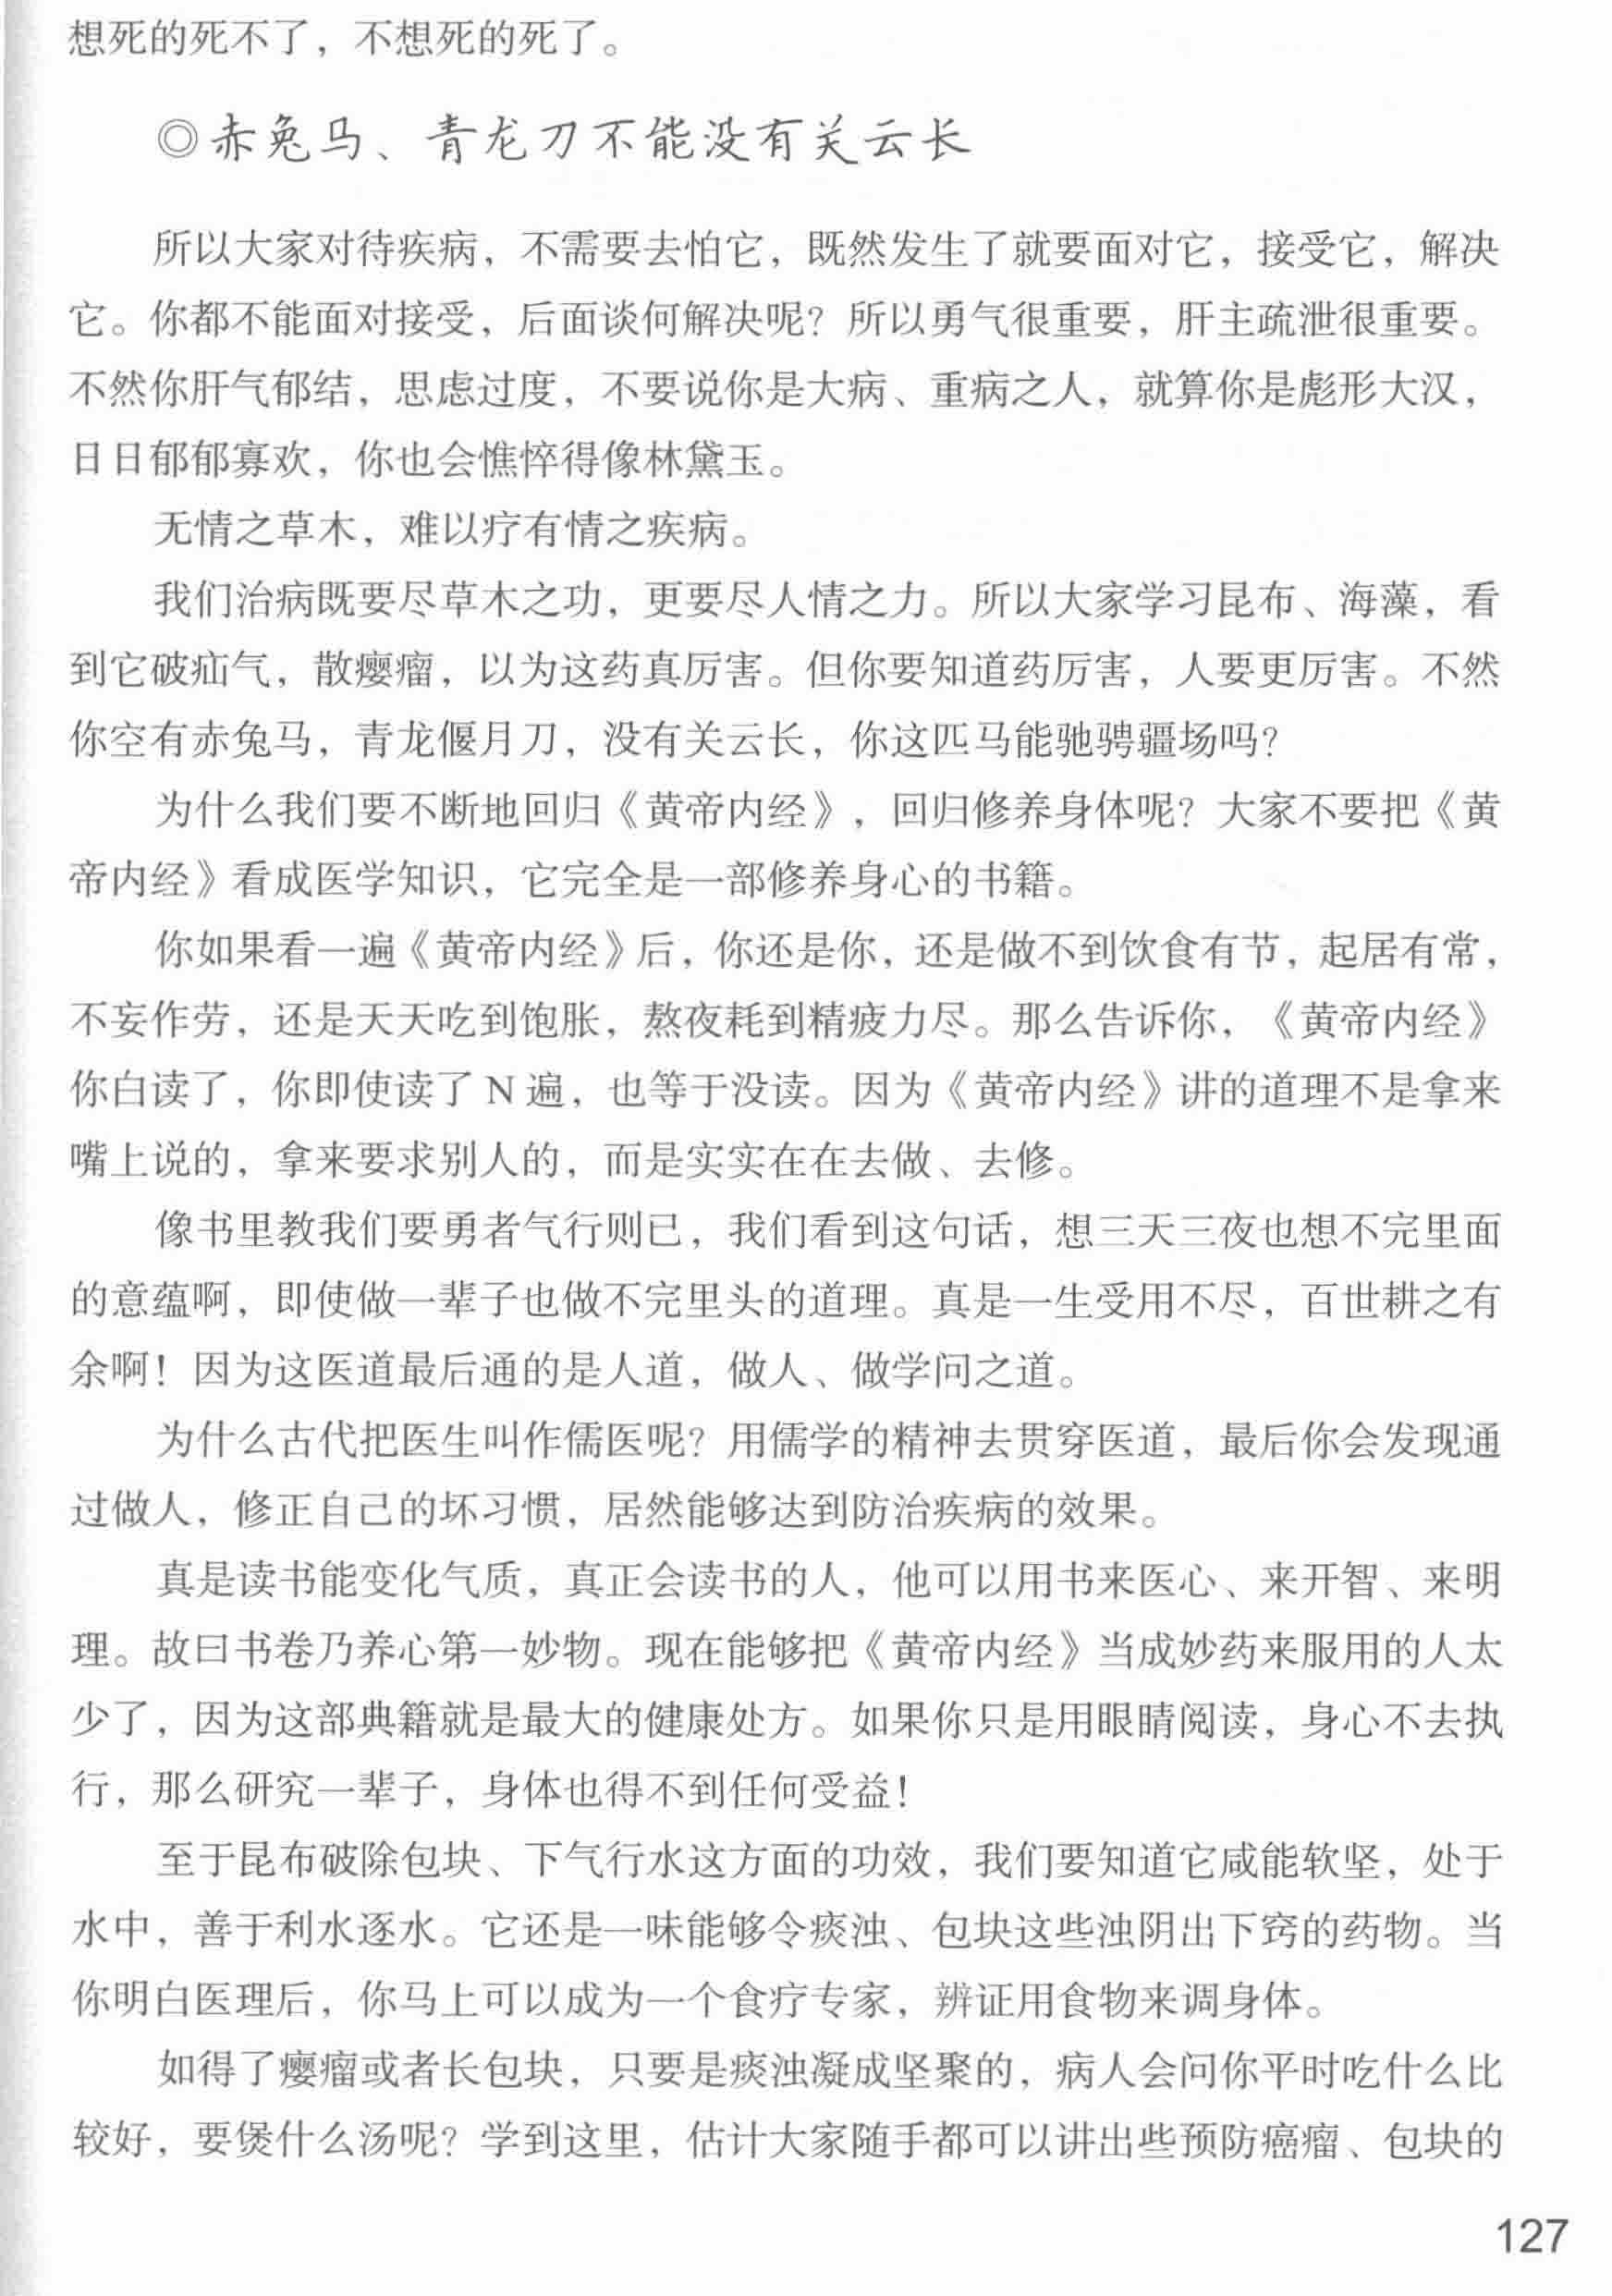 想死的死不了，不想死的死了。
◎赤兔马、青龙刀不能没有关云长
所以大家对待疾病，不需要去怕它，既然发生了就要面对它，接受它，解决
它。你都不能面对接受，后面谈何解决呢？所以勇气很重要，肝主疏泄很重要。
不然你肝气郁结，思虑过度，不要说你是大病、重病之人，就算你是彪形大汉，
日日郁郁寡欢，你也会憔悴得像林黛玉。
无情之草木，难以疗有情之疾病。
我们治病既要尽草木之功，更要尽人情之力。所以大家学习昆布、海藻，看
到它破疝气，散瘿瘤，以为这药真厉害。但你要知道药厉害，人要更厉害。不然
你空有赤兔马，青龙偃月刀，没有关云长，你这匹马能驰骋疆场吗？
为什么我们要不断地回归《黄帝内经》，回归修养身体呢？大家不要把《黄
帝内经》看成医学知识，它完全是一部修养身心的书籍。
你如果看一遍《黄帝内经》后，你还是你，还是做不到饮食有节，起居有常，
不妄作劳，还是天天吃到饱胀，熬夜耗到精疲力尽。那么告诉你，《黄帝内经》
你白读了，你即使读了 N 遍，也等于没读。因为《黄帝内经》讲的道理不是拿来
嘴上说的，拿来要求别人的，而是实实在在去做、去修。
像书里教我们要勇者气行则已，我们看到这句话，想三天三夜也想不完里面
的意蕴啊，即使做一辈子也做不完里头的道理。真是一生受用不尽，百世耕之有
余啊！因为这医道最后通的是人道，做人、做学问之道。
为什么古代把医生叫作儒医呢？用儒学的精神去贯穿医道，最后你会发现通
过做人，修正自己的坏习惯，居然能够达到防治疾病的效果。
真是读书能变化气质，真正会读书的人，他可以用书来医心、来开智、来明
理。故曰书卷乃养心第一妙物。现在能够把《黄帝内经》当成妙药来服用的人太
少了，因为这部典籍就是最大的健康处方。如果你只是用眼睛阅读，身心不去执
行，那么研究一辈子，身体也得不到任何受益！
至于昆布破除包块、下气行水这方面的功效，我们要知道它咸能软坚，处于
水中，善于利水逐水。它还是一味能够令痰浊、包块这些浊阴出下窍的药物。当
你明白医理后，你马上可以成为一个食疗专家，辨证用食物来调身体。
如得了瘿瘤或者长包块，只要是痰浊凝成坚聚的，病人会问你平时吃什么比
较好，要煲什么汤呢？学到这里，估计大家随手都可以讲出些预防癌瘤、包块的
127